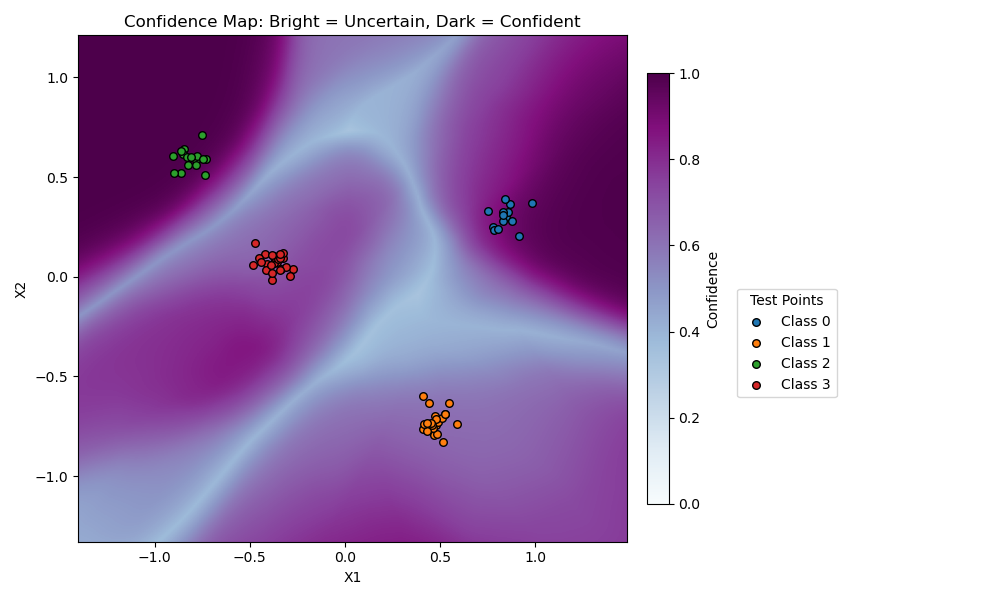 Confidence Map: Bright = Uncertain, Dark = Confident
1.0
0.5
0.0
−0.5
−1.0
X2
−1.0
−0.5
0.0
0.5
1.0
X1
1.0
0.8
0.6
0.4
0.2
0.0
Confidence
Test Points
Class 0
Class 1
Class 2
Class 3